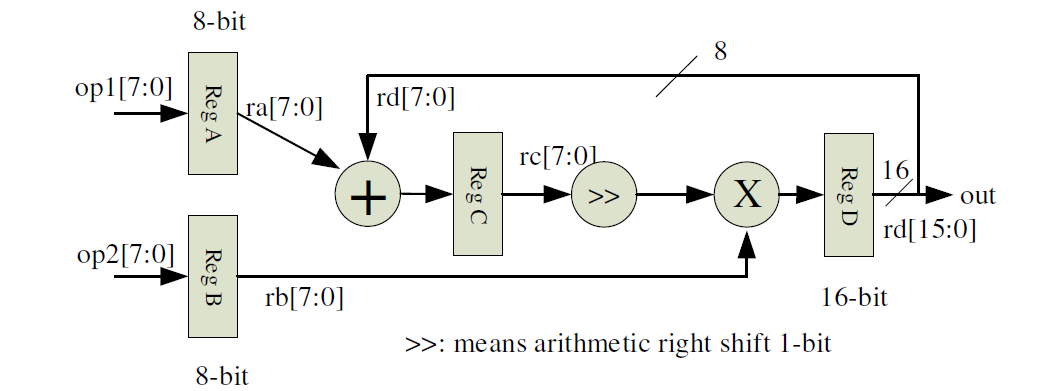 8-bit
8
op1[7:0]
Reg A
ra[7:0]
rd[7:0]
+
Reg C
rc[7:0]
>>
X
Reg D
16
out
rd[15:0]
op2[7:0]
Reg B
rb[7:0]
16-bit
>>: means arithmetic right shift 1-bit
8-bit